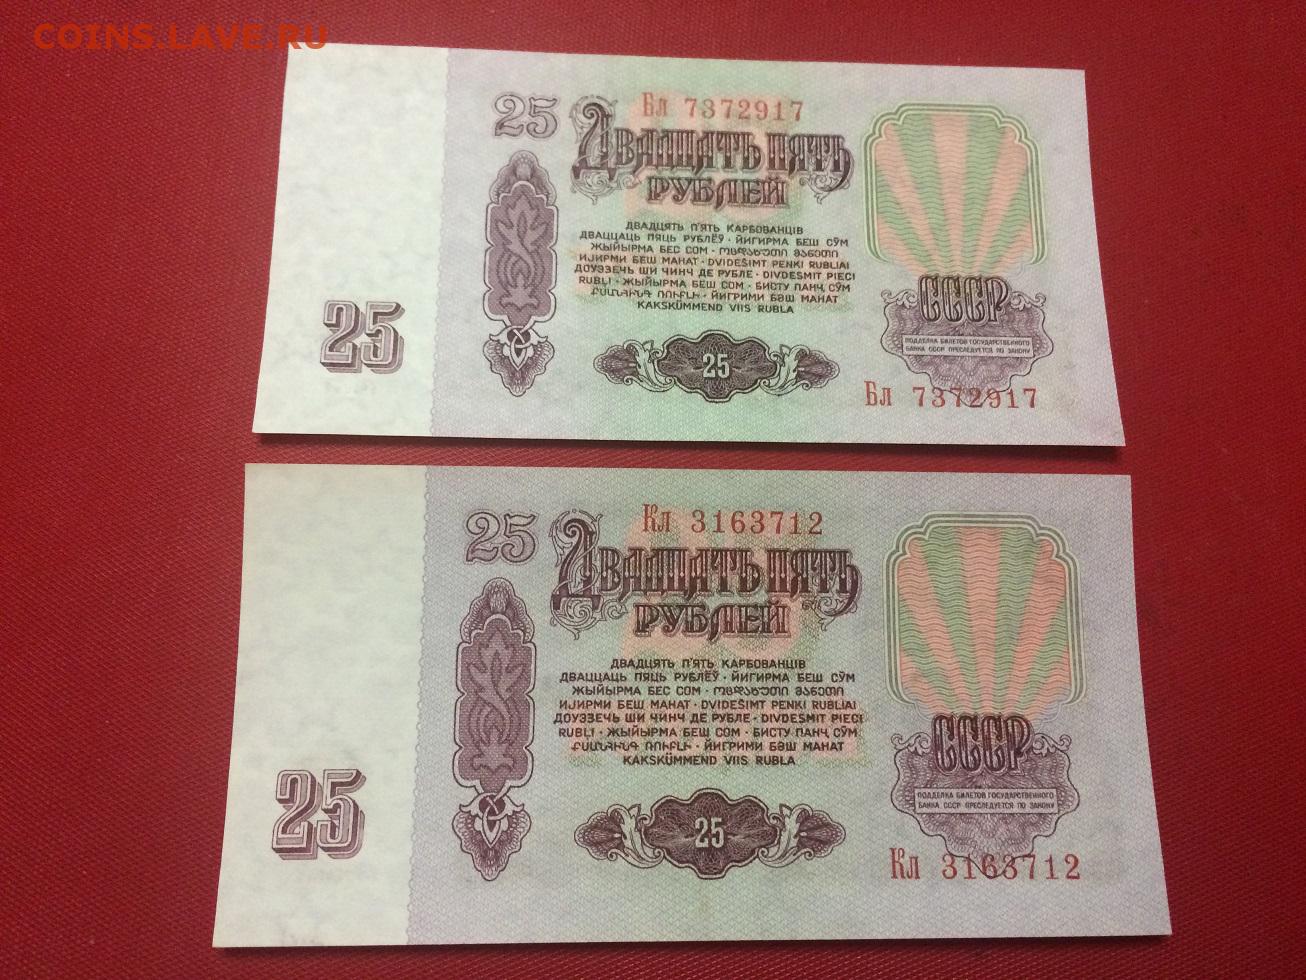 COINS.LAVE.RU
25
Бл 7372917
Двадцать пять
рублей
ДВАДЦЯТЬ П'ЯТЬ КАРБОВАНЦІВ
ДВАЦЦАЦЬ ПЯЦЬ РУБЛЁЎ · ЙИГИРМА БЕШ СЎМ
ЖЫЙЫРМА БЕС СОМ · ოცდახუთი მანეთი
ИЈИРМИ БЕШ МАНАТ · DVIDEŠIMT PENKI RUBLIAI
ДОУЭЗЕЧЬ ШИ ЧИНЧ ДЕ РУБЛЕ · DIVDESMIT PIECI
RUBĻI · ЖЫЙЫРМА БЕШ СОМ · БИСТУ ПАНҶ СӮМ
ՔՍԱՆՀԻՆԳ ՌՈՒԲԼԻ · ЙИГРИМИ БӘШ МАНАТ
KAKSKÜMMEND VIIS RUBLA
СССР
ПОДДЕЛКА БИЛЕТОВ ГОСУДАРСТВЕННОГО
БАНКА СССР ПРЕСЛЕДУЕТСЯ ПО ЗАКОНУ
25
25
Бл 7372917
25
Кл 3163712
Двадцать пять
рублей
ДВАДЦЯТЬ П'ЯТЬ КАРБОВАНЦІВ
ДВАЦЦАЦЬ ПЯЦЬ РУБЛЁЎ · ЙИГИРМА БЕШ СЎМ
ЖЫЙЫРМА БЕС СОМ · ოცდახუთი მანეთი
ИЈИРМИ БЕШ МАНАТ · DVIDEŠIMT PENKI RUBLIAI
ДОУЭЗЕЧЬ ШИ ЧИНЧ ДЕ РУБЛЕ · DIVDESMIT PIECI
RUBĻI · ЖЫЙЫРМА БЕШ СОМ · БИСТУ ПАНҶ СӮМ
ՔՍԱՆՀԻՆԳ ՌՈՒԲԼԻ · ЙИГРИМИ БӘШ МАНАТ
KAKSKÜMMEND VIIS RUBLA
СССР
ПОДДЕЛКА БИЛЕТОВ ГОСУДАРСТВЕННОГО
БАНКА СССР ПРЕСЛЕДУЕТСЯ ПО ЗАКОНУ
25
25
Кл 3163712